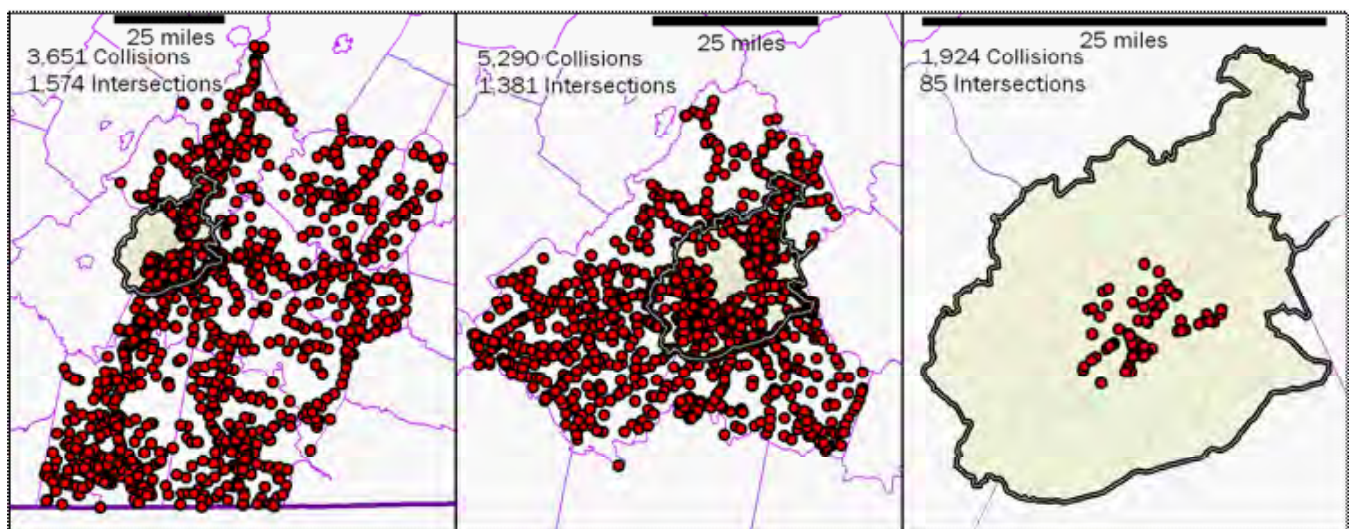 25 miles
3,651 Collisions
1,574 Intersections
25 miles
5,290 Collisions
1,381 Intersections
25 miles
1,924 Collisions
85 Intersections